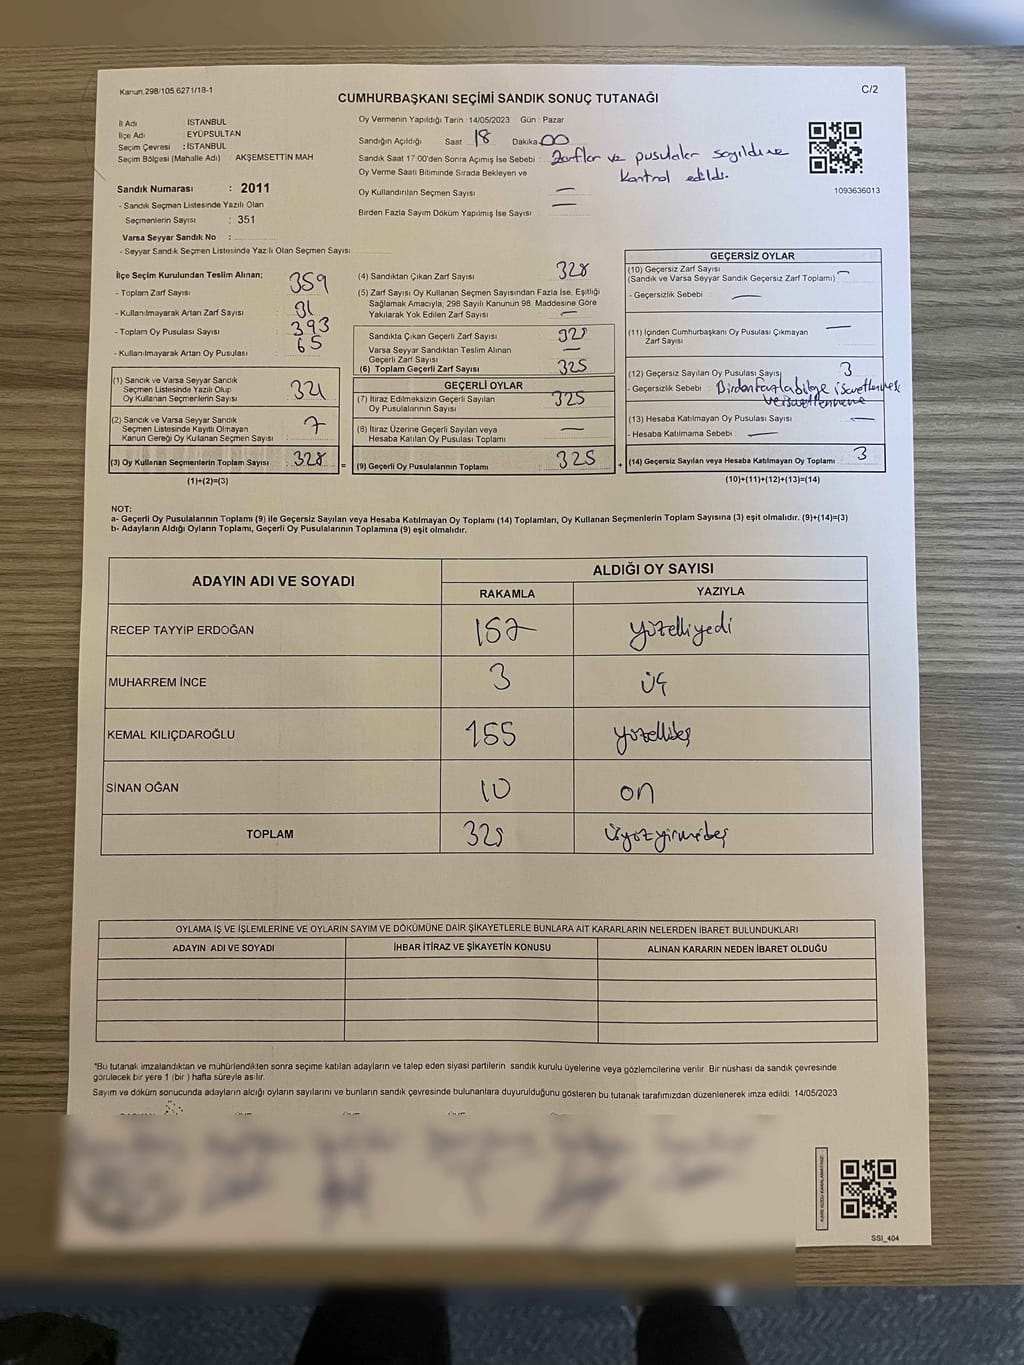 Kanun 298/105 6271/18-1
C/2
CUMHURBAŞKANI SEÇİMİ SANDIK SONUÇ TUTANAĞI
İl Adı : İSTANBUL
İlçe Adı : EYÜPSULTAN
Seçim Çevresi : İSTANBUL
Seçim Bölgesi (Mahalle Adı) : AKŞEMSETTİN MAH
Sandık Numarası : 2011
- Sandık Seçmen Listesinde Yazılı Olan
Seçmenlerin Sayısı : 351
Varsa Seyyar Sandık No :
- Seyyar Sandık Seçmen Listesinde Yazılı Olan Seçmen Sayısı
Oy Vermenin Yapıldığı Tarih : 14/05/2023 Gün : Pazar
Sandığın Açıldığı Saat 18 Dakika 00
Sandık Saat 17:00'den Sonra Açılmış İse Sebebi : Zarflar ve pusulalar sayıldı ve
Oy Verme Saati Bitiminde Sırada Bekleyen ve kontrol edildi.
Oy Kullandırılan Seçmen Sayısı —
Birden Fazla Sayım Döküm Yapılmış İse Sayısı —
1093636013
İlçe Seçim Kurulundan Teslim Alınan;
- Toplam Zarf Sayısı 359
- Kullanılmayarak Artan Zarf Sayısı 31
- Toplam Oy Pusulası Sayısı 393
- Kullanılmayarak Artan Oy Pusulası 65
(1) Sandık ve Varsa Seyyar Sandık
Seçmen Listesinde Yazılı Olup
Oy Kullanan Seçmenlerin Sayısı 321
(2) Sandık ve Varsa Seyyar Sandık
Seçmen Listesinde Kayıtlı Olmayan
Kanun Gereği Oy Kullanan Seçmen Sayısı 7
(3) Oy Kullanan Seçmenlerin Toplam Sayısı : 328
(1)+(2)=(3)
(4) Sandıktan Çıkan Zarf Sayısı 328
(5) Zarf Sayısı Oy Kullanan Seçmen Sayısından Fazla İse, Eşitliği
Sağlamak Amacıyla, 298 Sayılı Kanunun 98. Maddesine Göre
Yakılarak Yok Edilen Zarf Sayısı —
Sandıkta Çıkan Geçerli Zarf Sayısı 325
Varsa Seyyar Sandıktan Teslim Alınan
Geçerli Zarf Sayısı —
(6) Toplam Geçerli Zarf Sayısı 325
GEÇERLİ OYLAR
(7) İtiraz Edilmeksizin Geçerli Sayılan
Oy Pusulalarının Sayısı 325
(8) İtiraz Üzerine Geçerli Sayılan veya
Hesaba Katılan Oy Pusulası Toplamı —
= (9) Geçerli Oy Pusulalarının Toplamı 325 +
GEÇERSİZ OYLAR
(10) Geçersiz Zarf Sayısı —
(Sandık ve Varsa Seyyar Sandık Geçersiz Zarf Toplamı)
- Geçersizlik Sebebi : —
(11) İçinden Cumhurbaşkanı Oy Pusulası Çıkmayan —
Zarf Sayısı
(12) Geçersiz Sayılan Oy Pusulası Sayısı 3
- Geçersizlik Sebebi : Birden fazla bölge işaretlemek
ve işaretlenmeme
(13) Hesaba Katılmayan Oy Pusulası Sayısı —
- Hesaba Katılmama Sebebi : —
(14) Geçersiz Sayılan veya Hesaba Katılmayan Oy Toplamı 3
(10)+(11)+(12)+(13)=(14)
NOT:
a- Geçerli Oy Pusulalarının Toplamı (9) ile Geçersiz Sayılan veya Hesaba Katılmayan Oy Toplamı (14) Toplamları, Oy Kullanan Seçmenlerin Toplam Sayısına (3) eşit olmalıdır. (9)+(14)=(3)
b- Adayların Aldığı Oyların Toplamı, Geçerli Oy Pusulalarının Toplamına (9) eşit olmalıdır.
ADAYIN ADI VE SOYADI ALDIĞI OY SAYISI
RAKAMLA YAZIYLA
RECEP TAYYİP ERDOĞAN 157 yüzelliyedi
MUHARREM İNCE 3 üç
KEMAL KILIÇDAROĞLU 155 yüzellibeş
SİNAN OĞAN 10 on
TOPLAM 325 üçyüzyirmibeş
OYLAMA İŞ VE İŞLEMLERİNE VE OYLARIN SAYIM VE DÖKÜMÜNE DAİR ŞİKAYETLERLE BUNLARA AİT KARARLARIN NELERDEN İBARET BULUNDUKLARI
ADAYIN ADI VE SOYADI İHBAR İTİRAZ VE ŞİKAYETİN KONUSU ALINAN KARARIN NEDEN İBARET OLDUĞU
*Bu tutanak imzalandıktan ve mühürlendikten sonra seçime katılan adayların ve talep eden siyasi partilerin sandık kurulu üyelerine veya gözlemcilerine verilir. Bir nüshası da sandık çevresinde
görülecek bir yere 1 (bir) hafta süreyle asılır.
Sayım ve döküm sonucunda adayların aldığı oyların sayılarını ve bunların sandık çevresinde bulunanlara duyurulduğunu gösteren bu tutanak tarafımızdan düzenlenerek imza edildi. 14/05/2023
SSI_404